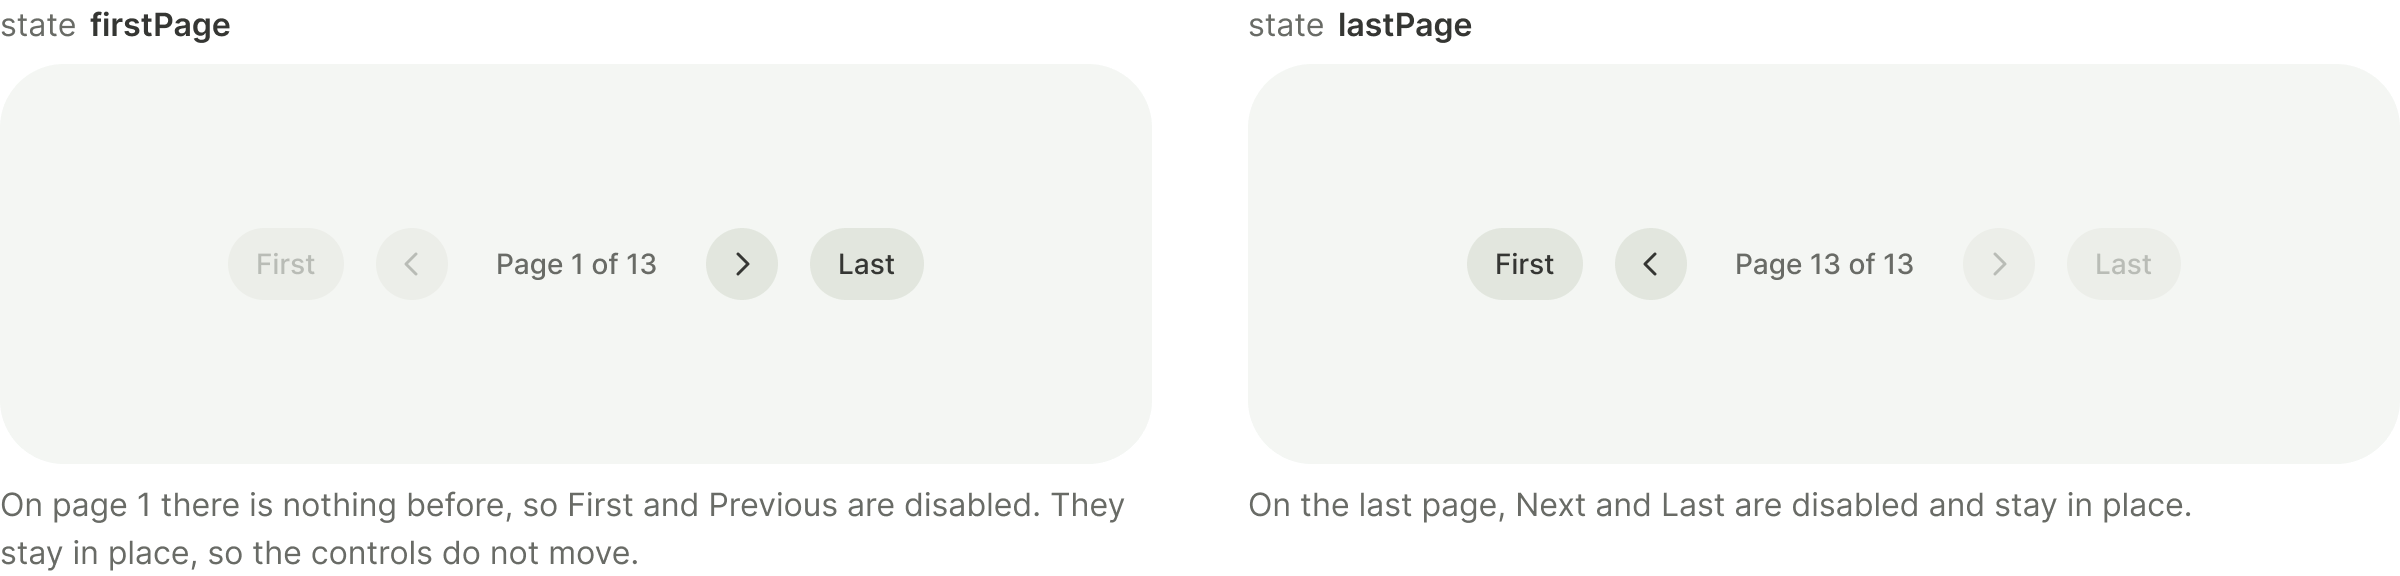 state firstPage
First
Page 1 of 13
Last
On page 1 there is nothing before, so First and Previous are disabled. They
stay in place, so the controls do not move.
state lastPage
First
Page 13 of 13
Last
On the last page, Next and Last are disabled and stay in place.